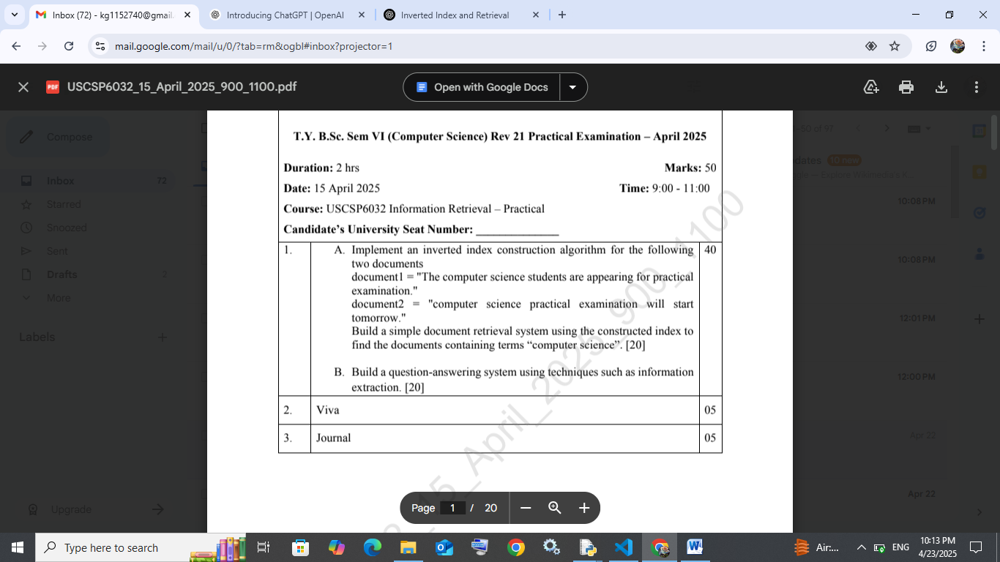 Inbox (72) - kg1152740@gmail.
Introducing ChatGPT | OpenAI
Inverted Index and Retrieval
mail.google.com/mail/u/0/?tab=rm&ogbl#inbox?projector=1
PDF
USCSP6032_15_April_2025_900_1100.pdf
Open with Google Docs
Compose
Inbox 72
Starred
Snoozed
Sent
Drafts 2
More
Labels
Upgrade
T.Y. B.Sc. Sem VI (Computer Science) Rev 21 Practical Examination – April 2025
Duration: 2 hrs Marks: 50
Date: 15 April 2025 Time: 9:00 - 11:00
Course: USCSP6032 Information Retrieval – Practical
Candidate's University Seat Number: ______________
1. A. Implement an inverted index construction algorithm for the following 40
two documents
document1 = "The computer science students are appearing for practical
examination."
document2 = "computer science practical examination will start
tomorrow."
Build a simple document retrieval system using the constructed index to
find the documents containing terms “computer science”. [20]
B. Build a question-answering system using techniques such as information
extraction. [20]
2. Viva 05
3. Journal 05
15_April_2025_900_1100
Page 1 / 20
50 of 97
dates 10 new
Explore Wikimedia's K...
10:08 PM
10:08 PM
12:01 PM
12:00 PM
Apr 22
Apr 22
Type here to search
Air:...
ENG
10:13 PM
4/23/2025